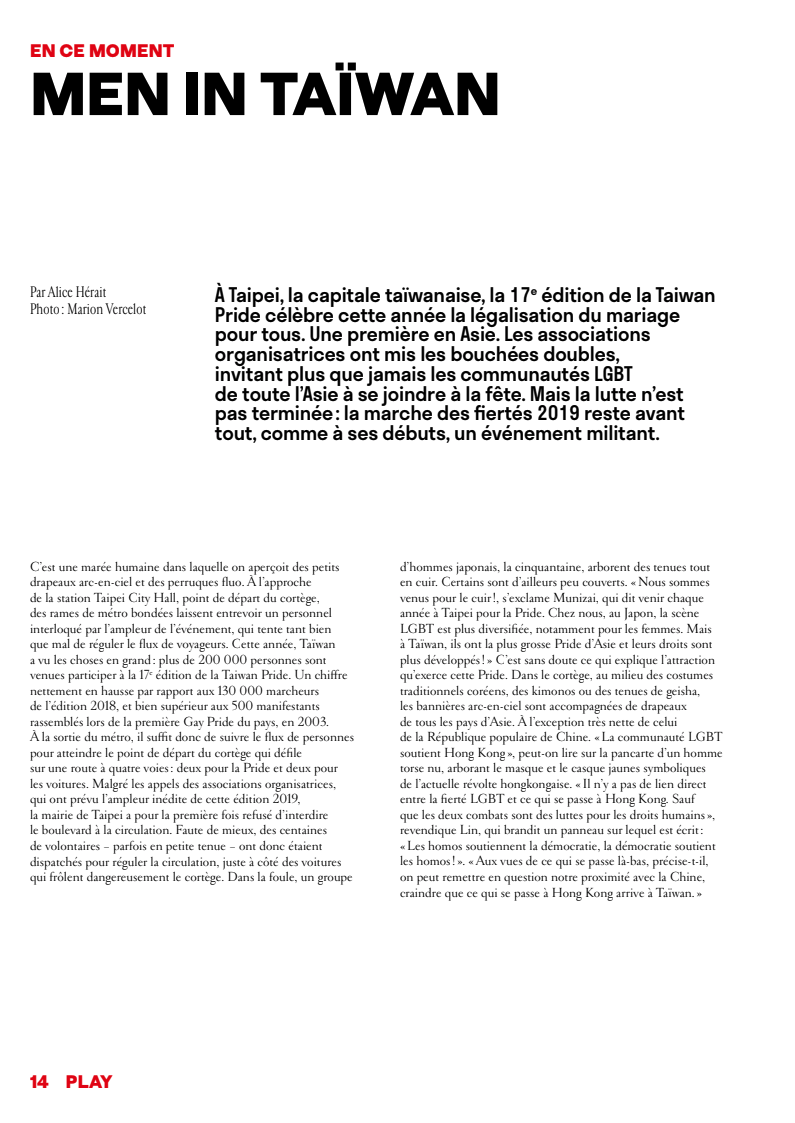 EN CE MOMENT
MEN IN TAÏWAN
Par Alice Hérait
Photo : Marion Vercelot
À Taipei, la capitale taïwanaise, la 17e édition de la Taiwan
Pride célèbre cette année la légalisation du mariage
pour tous. Une première en Asie. Les associations
organisatrices ont mis les bouchées doubles,
invitant plus que jamais les communautés LGBT
de toute l'Asie à se joindre à la fête. Mais la lutte n'est
pas terminée : la marche des fiertés 2019 reste avant
tout, comme à ses débuts, un événement militant.
C'est une marée humaine dans laquelle on aperçoit des petits
drapeaux arc-en-ciel et des perruques fluo. À l'approche
de la station Taipei City Hall, point de départ du cortège,
des rames de métro bondées laissent entrevoir un personnel
interloqué par l'ampleur de l'événement, qui tente tant bien
que mal de réguler le flux de voyageurs. Cette année, Taïwan
a vu les choses en grand : plus de 200 000 personnes sont
venues participer à la 17e édition de la Taiwan Pride. Un chiffre
nettement en hausse par rapport aux 130 000 marcheurs
de l'édition 2018, et bien supérieur aux 500 manifestants
rassemblés lors de la première Gay Pride du pays, en 2003.
À la sortie du métro, il suffit donc de suivre le flux de personnes
pour atteindre le point de départ du cortège qui défile
sur une route à quatre voies : deux pour la Pride et deux pour
les voitures. Malgré les appels des associations organisatrices,
qui ont prévu l'ampleur inédite de cette édition 2019,
la mairie de Taipei a pour la première fois refusé d'interdire
le boulevard à la circulation. Faute de mieux, des centaines
de volontaires – parfois en petite tenue – ont donc étaient
dispatchés pour réguler la circulation, juste à côté des voitures
qui frôlent dangereusement le cortège. Dans la foule, un groupe
d'hommes japonais, la cinquantaine, arborent des tenues tout
en cuir. Certains sont d'ailleurs peu couverts. « Nous sommes
venus pour le cuir !, s'exclame Munizai, qui dit venir chaque
année à Taipei pour la Pride. Chez nous, au Japon, la scène
LGBT est plus diversifiée, notamment pour les femmes. Mais
à Taïwan, ils ont la plus grosse Pride d'Asie et leurs droits sont
plus développés ! » C'est sans doute ce qui explique l'attraction
qu'exerce cette Pride. Dans le cortège, au milieu des costumes
traditionnels coréens, des kimonos ou des tenues de geisha,
les bannières arc-en-ciel sont accompagnées de drapeaux
de tous les pays d'Asie. À l'exception très nette de celui
de la République populaire de Chine. « La communauté LGBT
soutient Hong Kong », peut-on lire sur la pancarte d'un homme
torse nu, arborant le masque et le casque jaunes symboliques
de l'actuelle révolte hongkongaise. « Il n'y a pas de lien direct
entre la fierté LGBT et ce qui se passe à Hong Kong. Sauf
que les deux combats sont des luttes pour les droits humains »,
revendique Lin, qui brandit un panneau sur lequel est écrit :
« Les homos soutiennent la démocratie, la démocratie soutient
les homos ! ». « Aux vues de ce qui se passe là-bas, précise-t-il,
on peut remettre en question notre proximité avec la Chine,
craindre que ce qui se passe à Hong Kong arrive à Taïwan. »
14 PLAY